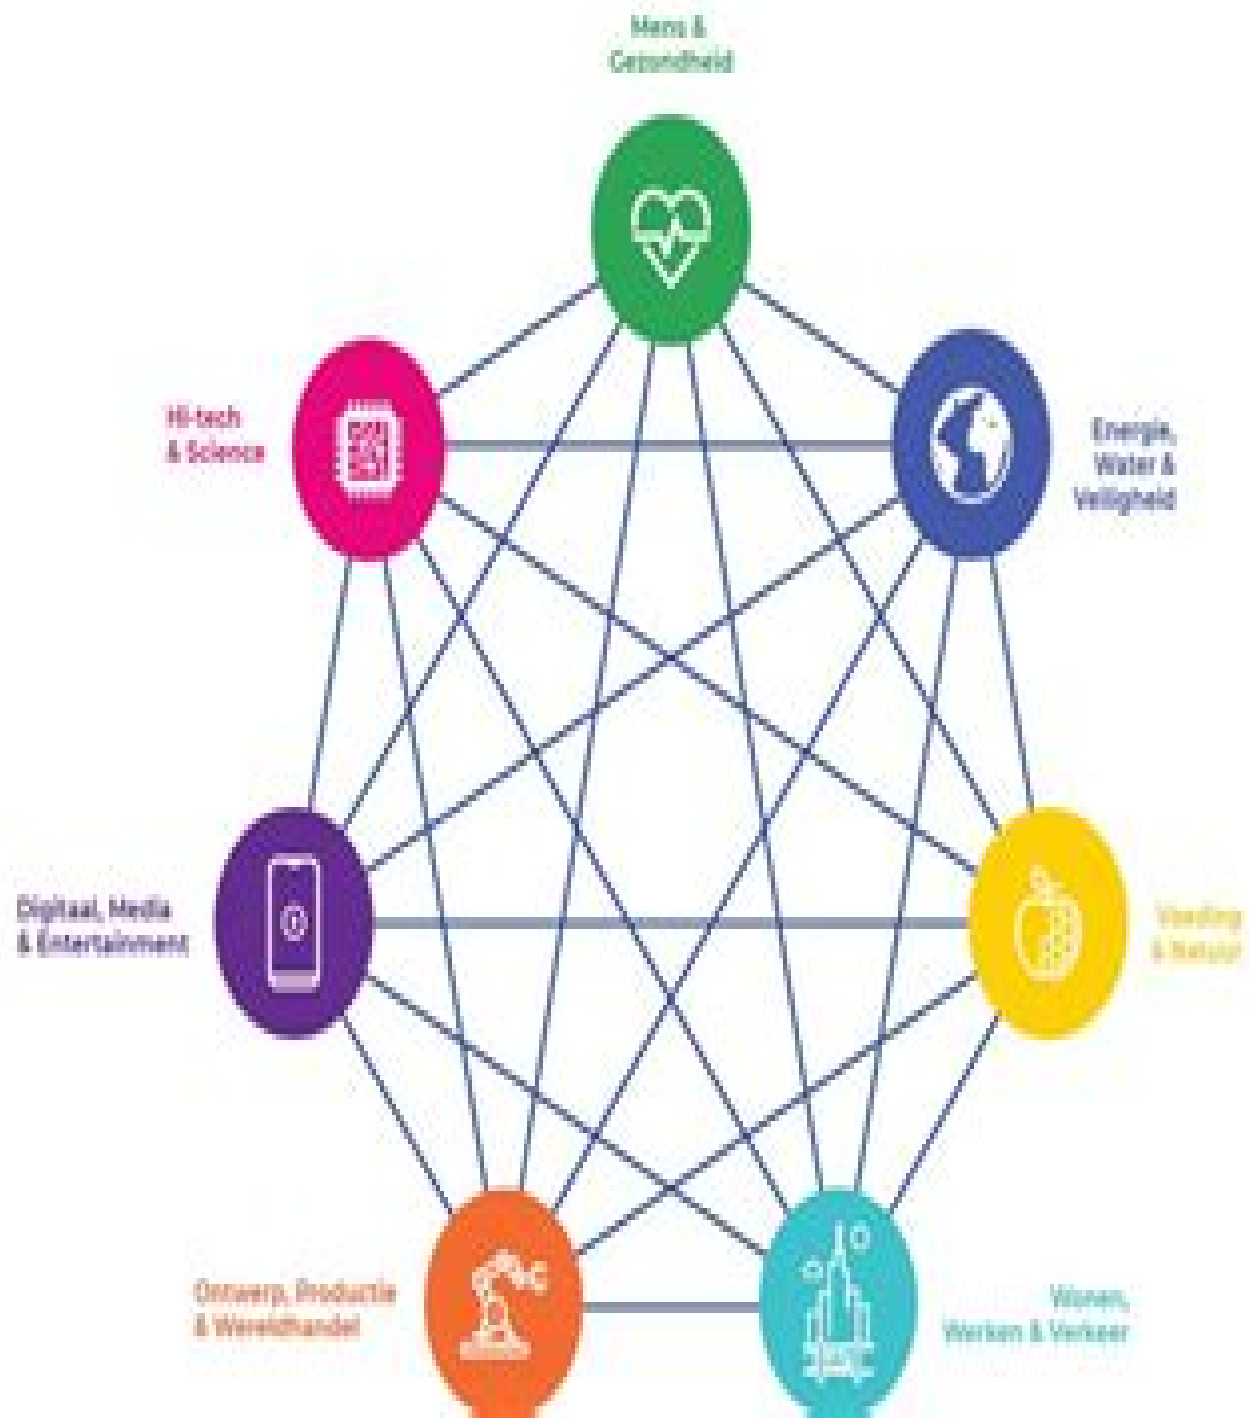 Mens &
Gezondheid
Hi-tech
& Science
Energie,
Water &
Veiligheid
Digitaal, Media
& Entertainment
Voeding
& Natuur
Ontwerp, Productie
& Wereldhandel
Wonen,
Werken & Verkeer